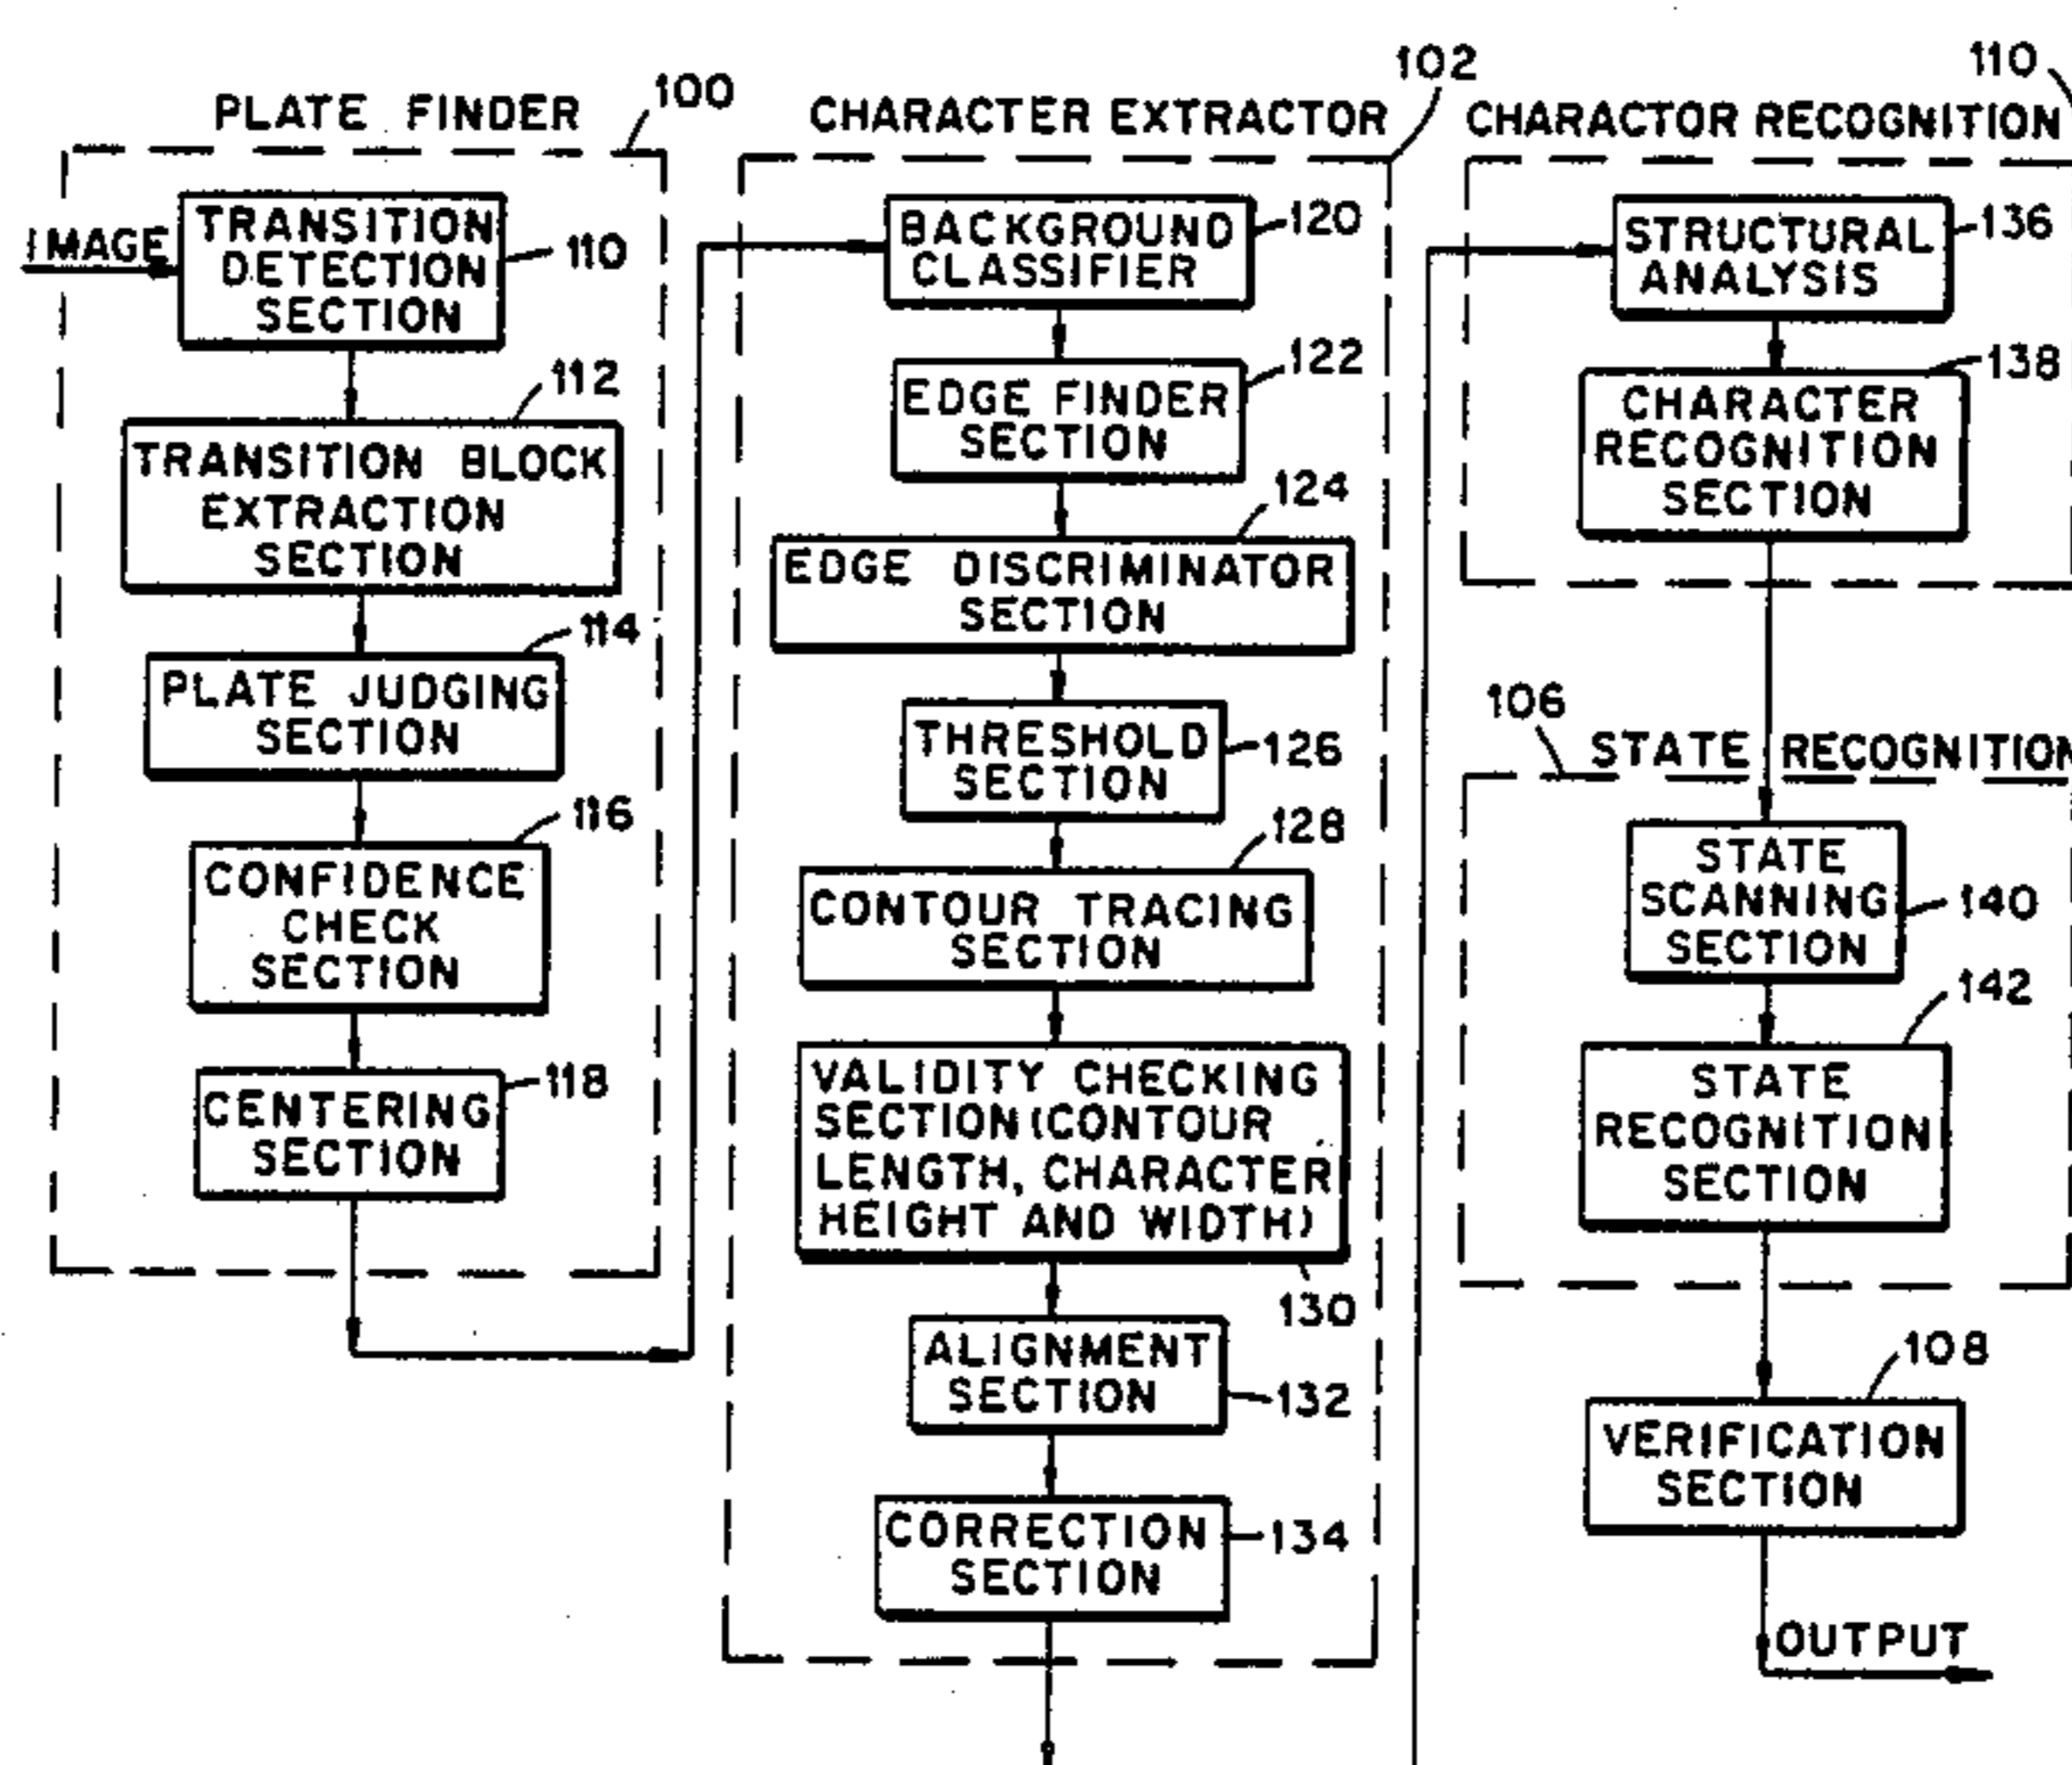 PLATE FINDER
100
IMAGE
TRANSITION
DETECTION
SECTION
110
112
TRANSITION BLOCK
EXTRACTION
SECTION
114
PLATE JUDGING
SECTION
116
CONFIDENCE
CHECK
SECTION
118
CENTERING
SECTION
CHARACTER EXTRACTOR
102
BACKGROUND
CLASSIFIER
120
122
EDGE FINDER
SECTION
124
EDGE DISCRIMINATOR
SECTION
THRESHOLD
SECTION
126
128
CONTOUR TRACING
SECTION
VALIDITY CHECKING
SECTION (CONTOUR
LENGTH, CHARACTER
HEIGHT AND WIDTH)
130
ALIGNMENT
SECTION
132
CORRECTION
SECTION
134
110
CHARACTOR RECOGNITION
STRUCTURAL
ANALYSIS
136
138
CHARACTER
RECOGNITION
SECTION
106
STATE RECOGNITION
STATE
SCANNING
SECTION
140
142
STATE
RECOGNITION
SECTION
108
VERIFICATION
SECTION
OUTPUT